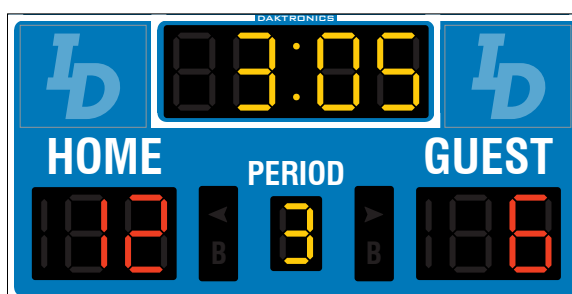 DAKTRONICS
ID 3:05 ID
HOME PERIOD GUEST
12 < B 3 > B 6